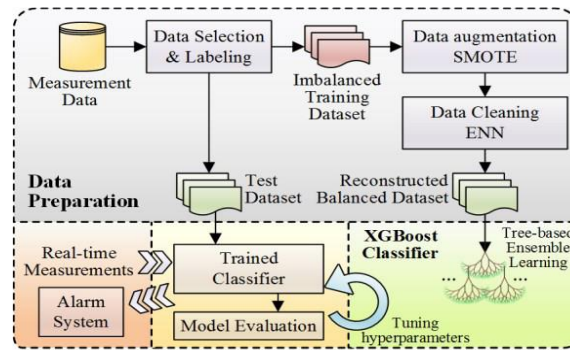 Measurement
Data
Data Selection
& Labeling
Imbalanced
Training
Dataset
Data augmentation
SMOTE
Data Cleaning
ENN
Data
Preparation
Test
Dataset
Reconstructed
Balanced Dataset
Real-time
Measurements
Alarm
System
Trained
Classifier
Model Evaluation
XGBoost
Classifier
Tree-based
Ensemble
Learning
...
...
Tuning
hyperparameters